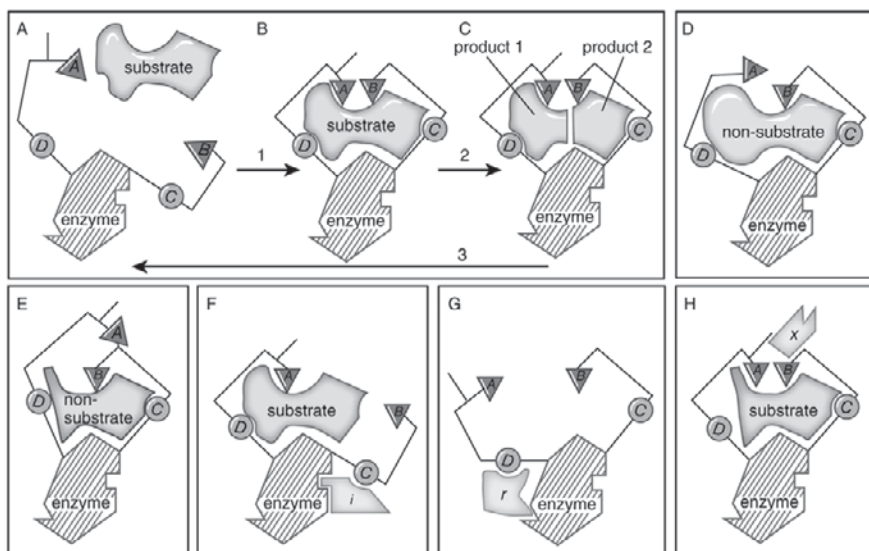 A
substrate
A
D
B
C
enzyme
1
B
A
B
substrate
D
C
enzyme
2
C
product 1
product 2
A
B
D
C
enzyme
3
D
A
B
non-substrate
D
C
enzyme
E
A
B
non-
substrate
D
C
enzyme
F
A
substrate
B
D
C
enzyme
i
G
A
B
C
D
r
enzyme
H
x
A
B
substrate
D
C
enzyme